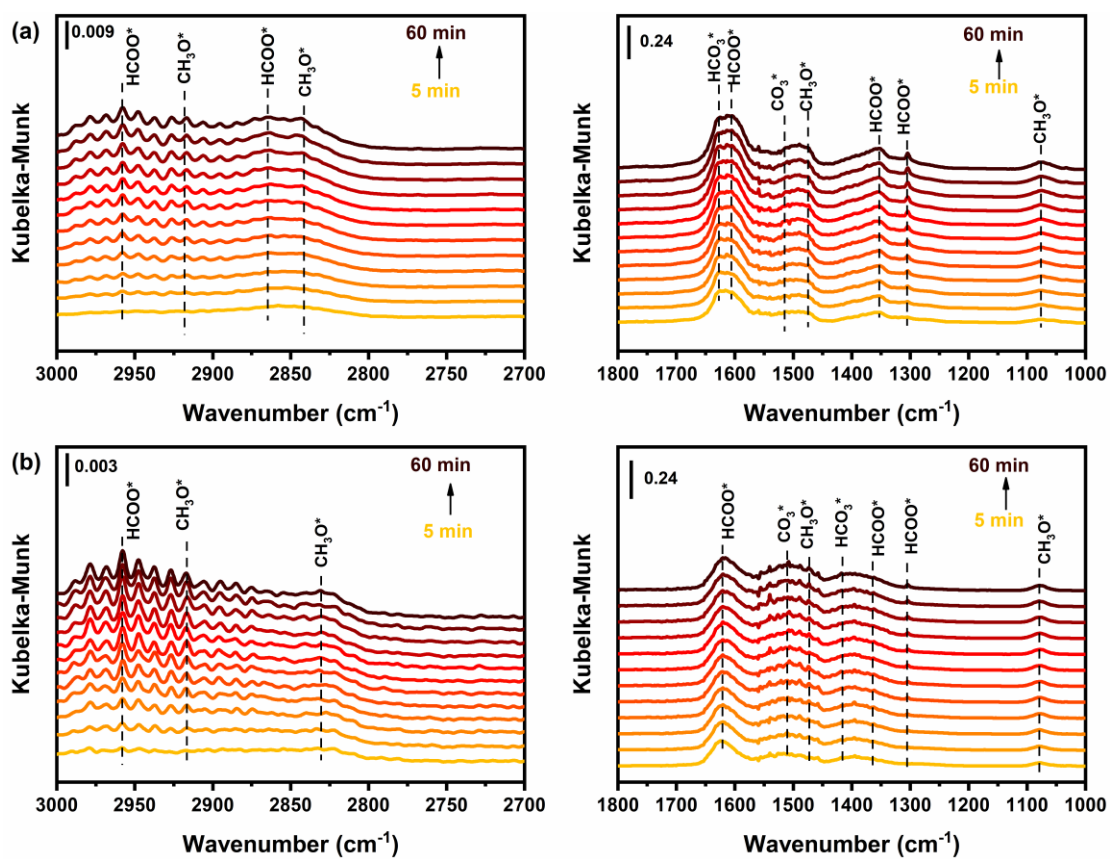 (a)
0.009
HCOO*
CH₃O*
HCOO*
CH₃O*
60 min
5 min
Kubelka-Munk
3000 2950 2900 2850 2800 2750 2700
Wavenumber (cm⁻¹)
0.24
HCO₃*
HCOO*
CO₃*
CH₃O*
HCOO*
HCOO*
CH₃O*
60 min
5 min
Kubelka-Munk
1800 1700 1600 1500 1400 1300 1200 1100 1000
Wavenumber (cm⁻¹)
(b)
0.003
HCOO*
CH₃O*
CH₃O*
60 min
5 min
Kubelka-Munk
3000 2950 2900 2850 2800 2750 2700
Wavenumber (cm⁻¹)
0.24
HCOO*
CO₃*
CH₃O*
HCO₃*
HCOO*
HCOO*
CH₃O*
60 min
5 min
Kubelka-Munk
1800 1700 1600 1500 1400 1300 1200 1100 1000
Wavenumber (cm⁻¹)